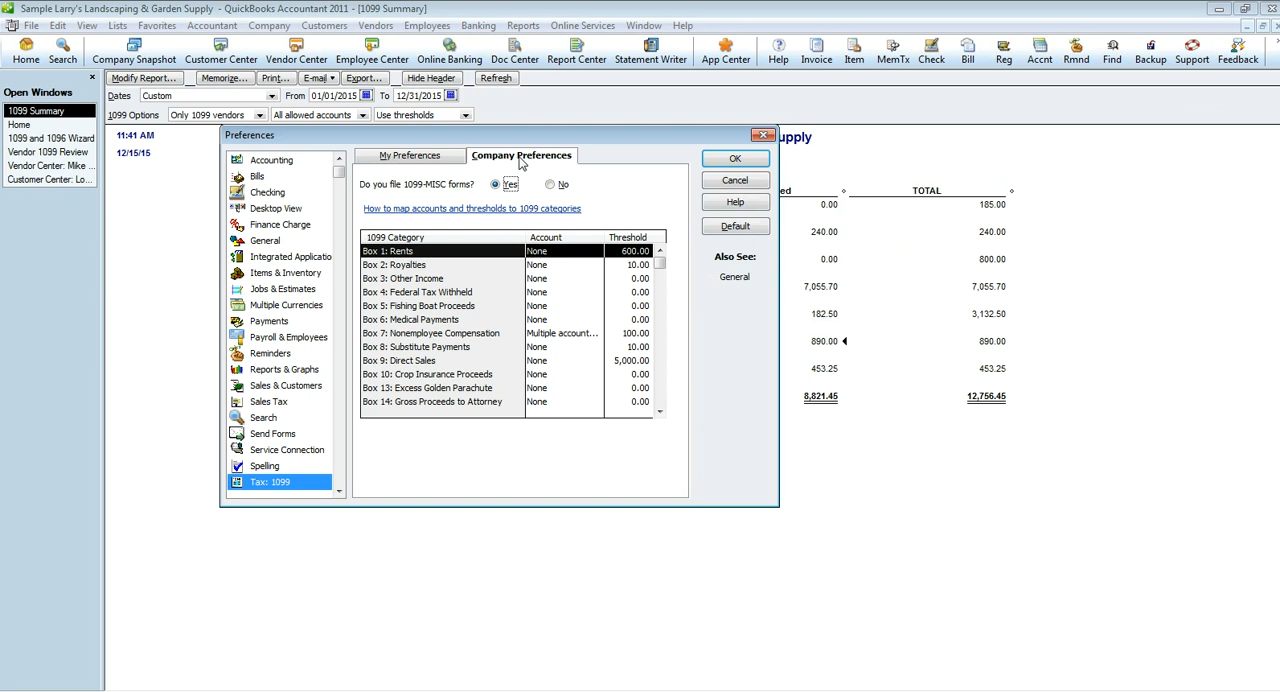 Sample Larry's Landscaping & Garden Supply - QuickBooks Accountant 2011 - [1099 Summary]
File Edit View Lists Favorites Accountant Company Customers Vendors Employees Banking Reports Online Services Window Help
Home Search Company Snapshot Customer Center Vendor Center Employee Center Online Banking Doc Center Report Center Statement Writer App Center Help Invoice Item MemTx Check Bill Reg Accnt Rmnd Find Backup Support Feedback
Open Windows
1099 Summary
Home
1099 and 1096 Wizard
Vendor 1099 Review
Vendor Center: Mike ...
Customer Center: Lo...
Modify Report... Memorize... Print... E-mail Export... Hide Header Refresh
Dates Custom From 01/01/2015 To 12/31/2015
1099 Options Only 1099 vendors All allowed accounts Use thresholds
11:41 AM
12/15/15
upply
ed TOTAL
0.00 185.00
240.00 240.00
0.00 800.00
7,055.70 7,055.70
182.50 3,132.50
890.00 890.00
453.25 453.25
8,821.45 12,756.45
Preferences
Accounting
Bills
Checking
Desktop View
Finance Charge
General
Integrated Applicatio
Items & Inventory
Jobs & Estimates
Multiple Currencies
Payments
Payroll & Employees
Reminders
Reports & Graphs
Sales & Customers
Sales Tax
Search
Send Forms
Service Connection
Spelling
Tax: 1099
My Preferences Company Preferences
Do you file 1099-MISC forms? Yes No
How to map accounts and thresholds to 1099 categories
1099 Category Account Threshold
Box 1: Rents None 600.00
Box 2: Royalties None 10.00
Box 3: Other Income None 0.00
Box 4: Federal Tax Withheld None 0.00
Box 5: Fishing Boat Proceeds None 0.00
Box 6: Medical Payments None 0.00
Box 7: Nonemployee Compensation Multiple account... 100.00
Box 8: Substitute Payments None 10.00
Box 9: Direct Sales None 5,000.00
Box 10: Crop Insurance Proceeds None 0.00
Box 13: Excess Golden Parachute None 0.00
Box 14: Gross Proceeds to Attorney None 0.00
OK
Cancel
Help
Default
Also See:
General